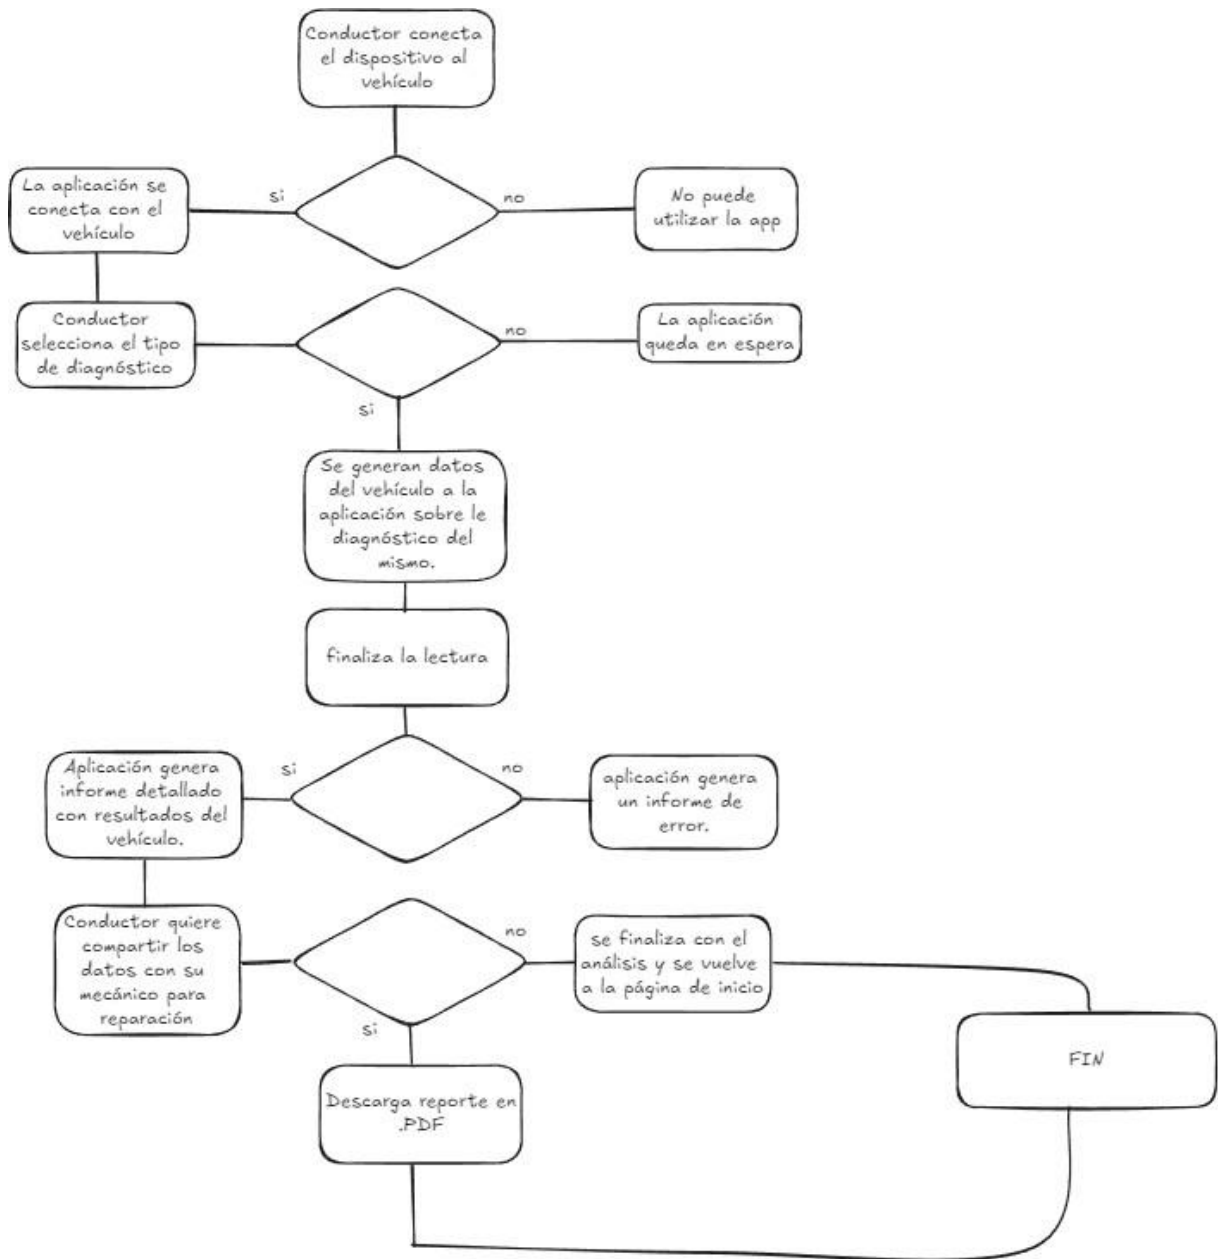 Conductor conecta
el dispositivo al
vehículo
si
no
La aplicación se
conecta con el
vehículo
No puede
utilizar la app
Conductor
selecciona el tipo
de diagnóstico
no
La aplicación
queda en espera
si
Se generan datos
del vehículo a la
aplicación sobre le
diagnóstico del
mismo.
finaliza la lectura
si
no
Aplicación genera
informe detallado
con resultados del
vehículo.
aplicación genera
un informe de
error.
Conductor quiere
compartir los
datos con su
mecánico para
reparación
no
se finaliza con el
análisis y se vuelve
a la página de inicio
si
FIN
Descarga reporte en
.PDF